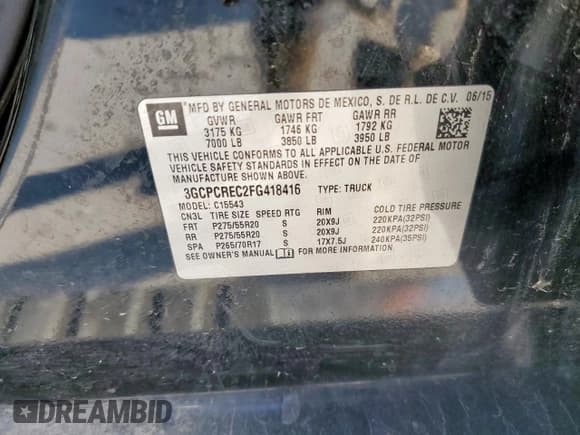 GM
MFD BY GENERAL MOTORS DE MEXICO, S. DE R.L. DE C.V. 06/15
GVWR GAWR FRT GAWR RR
3175 KG 1746 KG 1792 KG
7000 LB 3850 LB 3950 LB
THIS VEHICLE CONFORMS TO ALL APPLICABLE U.S. FEDERAL MOTOR
VEHICLE SAFETY STANDARDS IN EFFECT ON THE DATE OF
MANUFACTURE SHOWN ABOVE.
3GCPCREC2FG418416 TYPE: TRUCK
MODEL: C15543
CN3L TIRE SIZE SPEED RTG RIM COLD TIRE PRESSURE
FRT P275/55R20 S 20X9J 220KPA(32PSI)
RR P275/55R20 S 20X9J 220KPA(32PSI)
SPA P265/70R17 S 17X7.5J 240KPA(35PSI)
SEE OWNER'S MANUAL FOR MORE INFORMATION.
DREAMBID